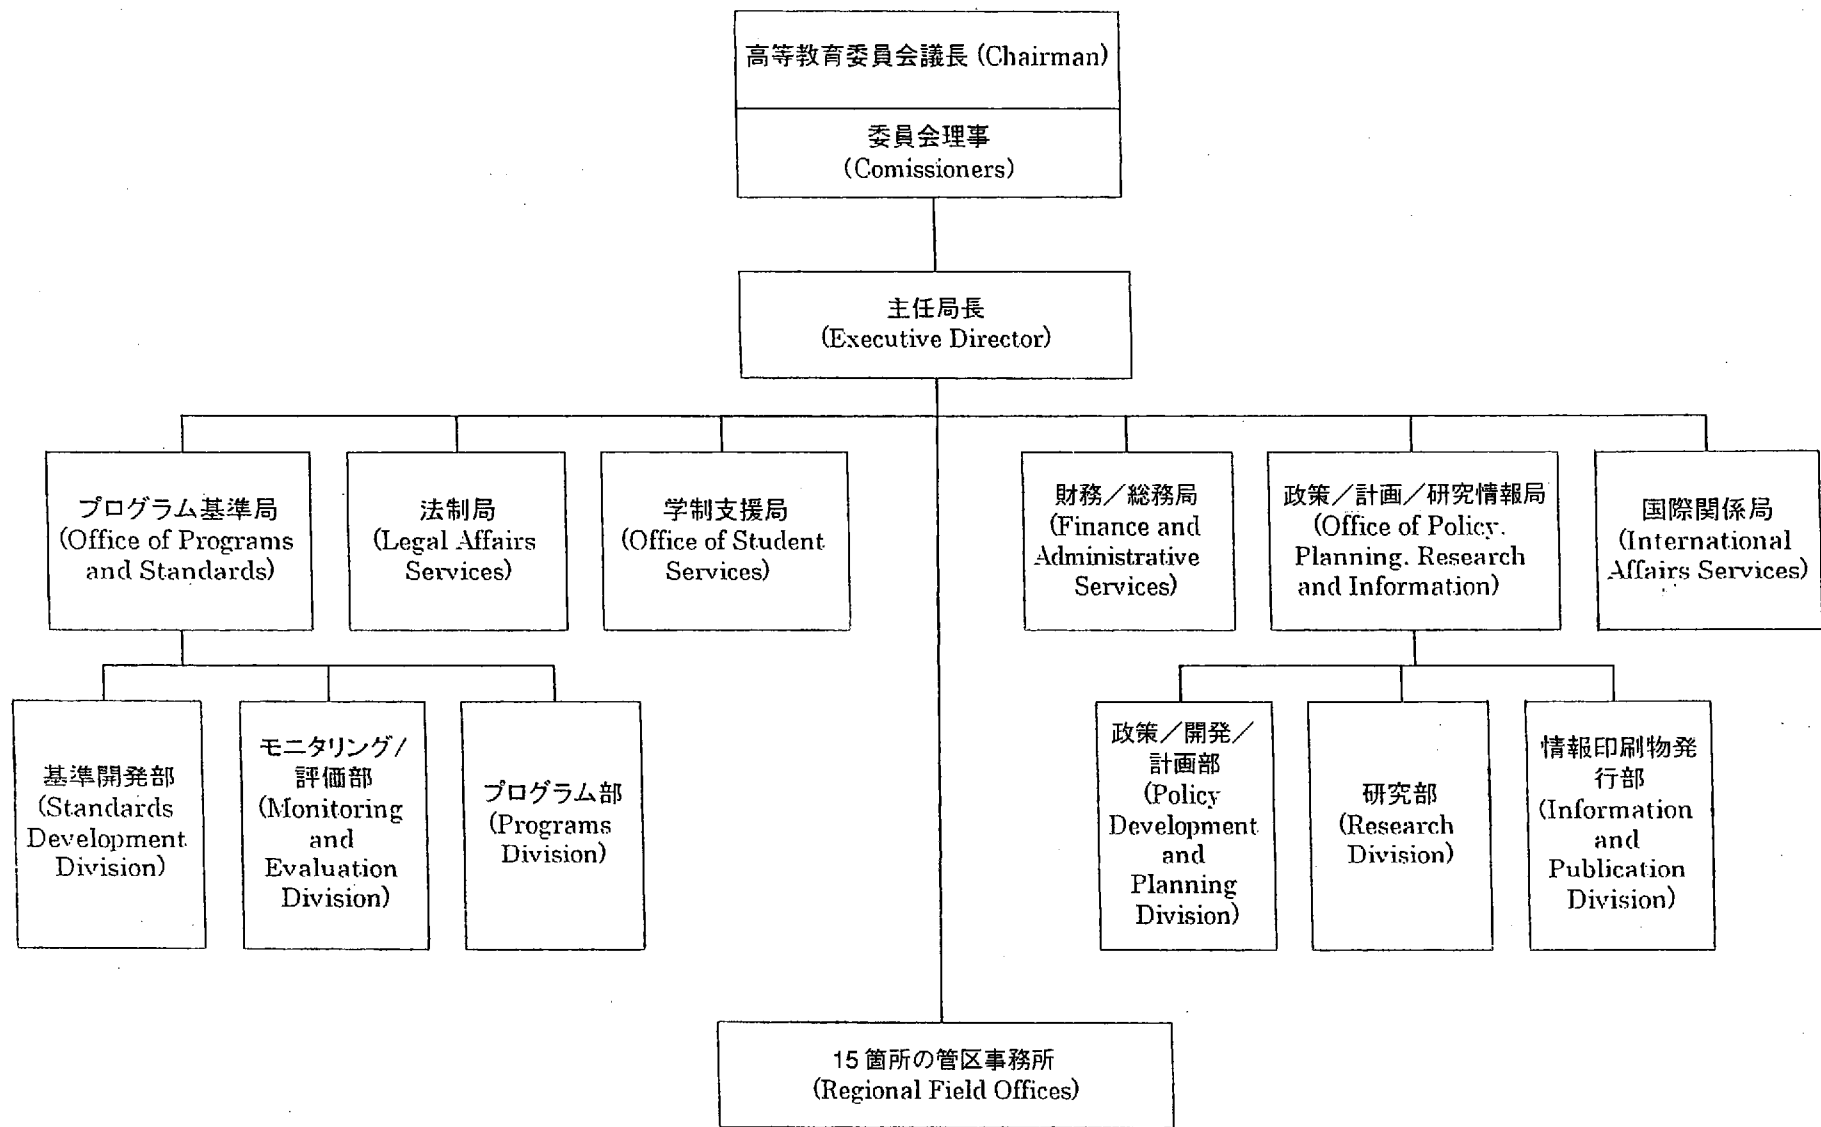 高等教育委員会議長 (Chairman)
委員会理事
(Comissioners)
主任局長
(Executive Director)
プログラム基準局
(Office of Programs
and Standards)
法制局
(Legal Affairs
Services)
学制支援局
(Office of Student
Services)
財務／総務局
(Finance and
Administrative
Services)
政策／計画／研究情報局
(Office of Policy.
Planning. Research
and Information)
国際関係局
(International
Affairs Services)
基準開発部
(Standards
Development
Division)
モニタリング/
評価部
(Monitoring
and
Evaluation
Division)
プログラム部
(Programs
Division)
政策／開発／
計画部
(Policy
Development
and
Planning
Division)
研究部
(Research
Division)
情報印刷物発
行部
(Information
and
Publication
Division)
15 箇所の管区事務所
(Regional Field Offices)